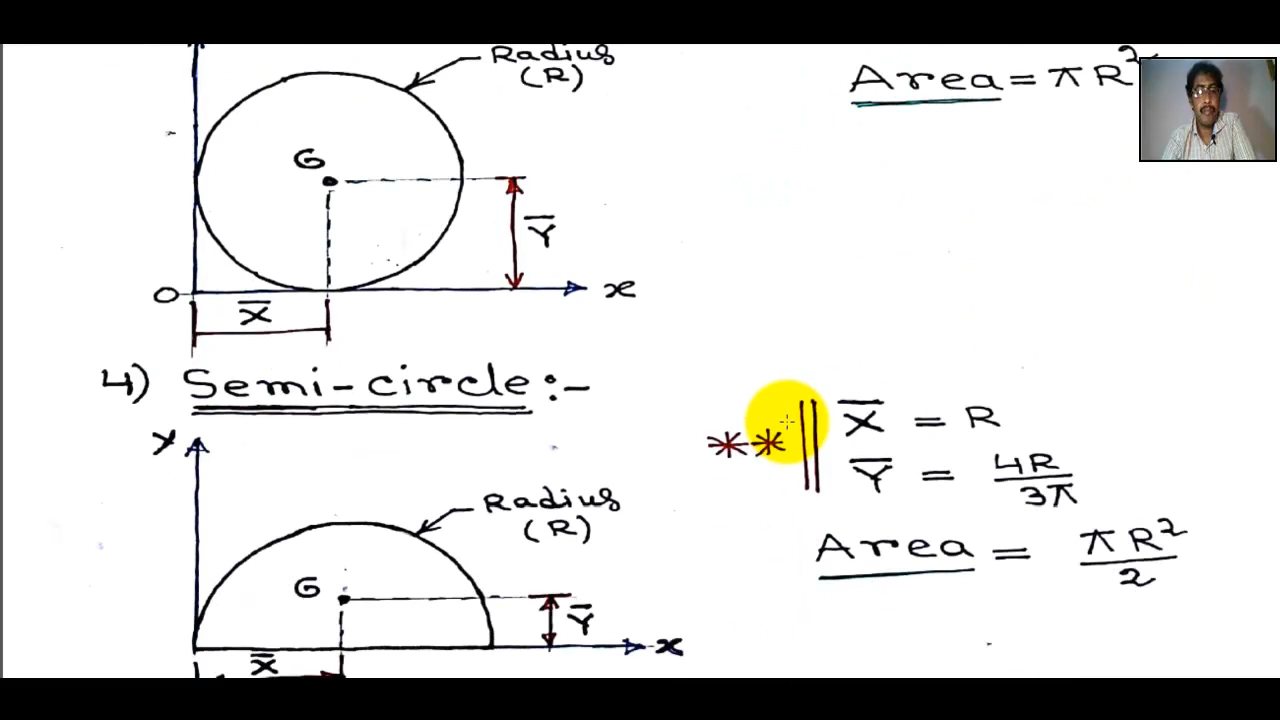 Radius
(R)
Area = πR²
G
Y̅
O
x
X̅
4) Semi-circle:-
y
** || X̅ = R
Y̅ = 4R/3π
Radius
(R)
Area = πR²/2
G
Y̅
x
X̅